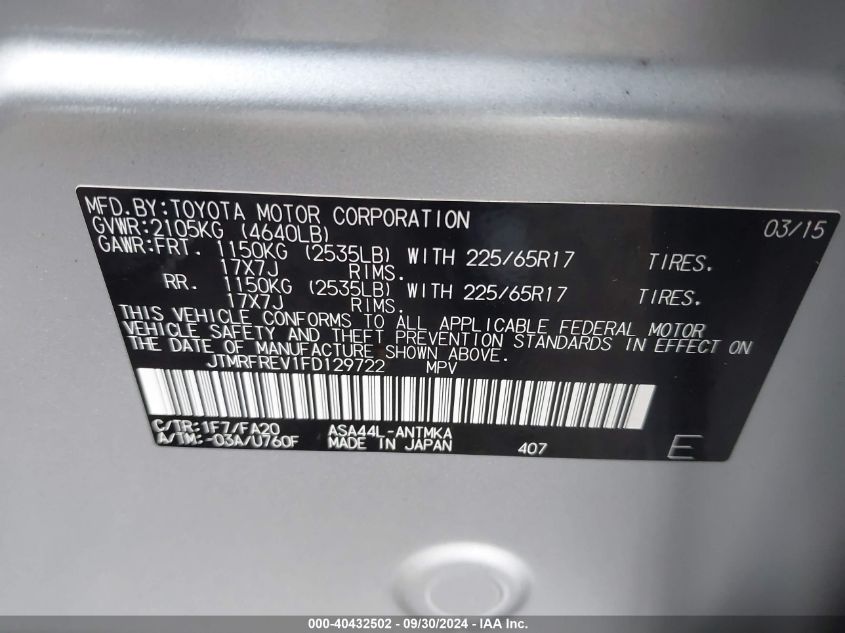 MFD.BY:TOYOTA MOTOR CORPORATION 03/15
GVWR:2105KG (4640LB)
GAWR:FRT. 1150KG (2535LB) WITH 225/65R17 TIRES.
17X7J RIMS.
RR. 1150KG (2535LB) WITH 225/65R17 TIRES.
17X7J RIMS.
THIS VEHICLE CONFORMS TO ALL APPLICABLE FEDERAL MOTOR
VEHICLE SAFETY AND THEFT PREVENTION STANDARDS IN EFFECT ON
THE DATE OF MANUFACTURE SHOWN ABOVE.
JTMRFREV1FD129722 MPV
C/TR:1F7/FA20 ASA44L-ANTMKA
A/TM:-03A/U760F MADE IN JAPAN 407 E
000-40432502 - 09/30/2024 - IAA Inc.